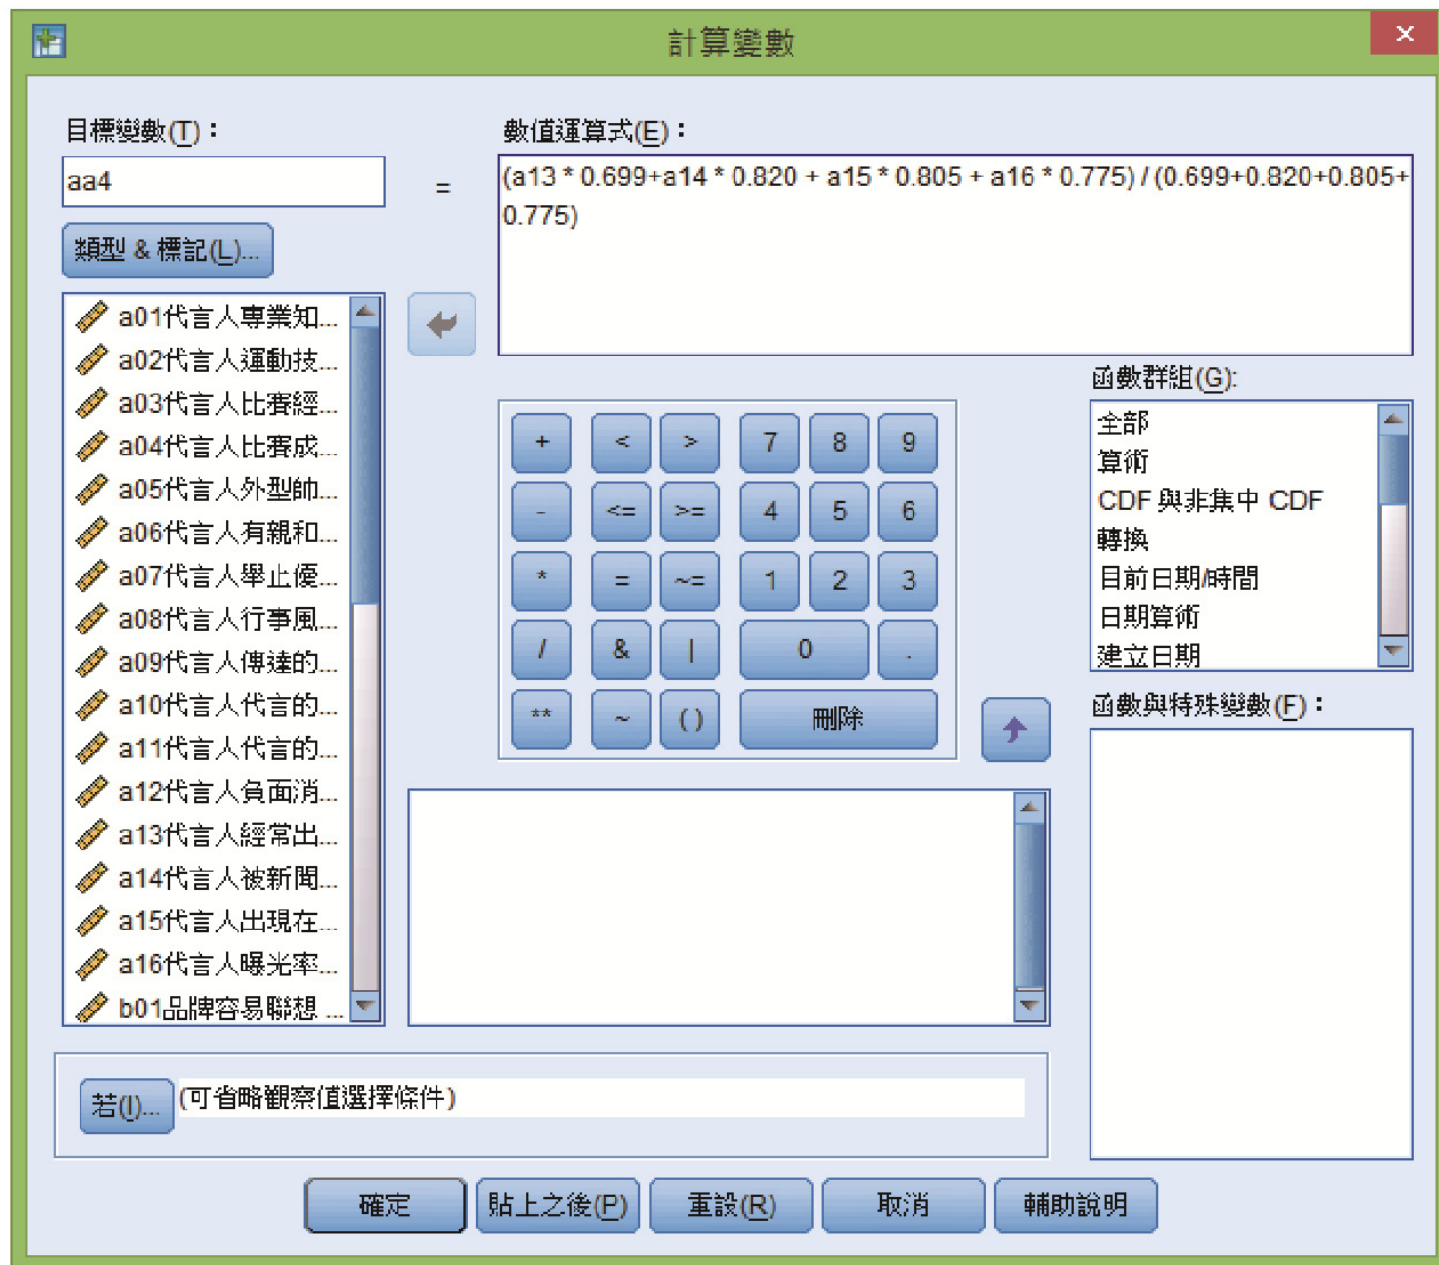 計算變數
目標變數(T)：
aa4
=
數值運算式(E)：
(a13 * 0.699+a14 * 0.820 + a15 * 0.805 + a16 * 0.775) / (0.699+0.820+0.805+
0.775)
類型 & 標記(L)...
a01代言人專業知...
a02代言人運動技...
a03代言人比賽經...
a04代言人比賽成...
a05代言人外型帥...
a06代言人有親和...
a07代言人舉止優...
a08代言人行事風...
a09代言人傳達的...
a10代言人代言的...
a11代言人代言的...
a12代言人負面消...
a13代言人經常出...
a14代言人被新聞...
a15代言人出現在...
a16代言人曝光率...
b01品牌容易聯想 ...
+ < > 7 8 9
- <= >= 4 5 6
* = ~= 1 2 3
/ & | 0 .
** ~ ( ) 刪除
函數群組(G):
全部
算術
CDF 與非集中 CDF
轉換
目前日期/時間
日期算術
建立日期
函數與特殊變數(F)：
若(I)...
(可省略觀察值選擇條件)
確定
貼上之後(P)
重設(R)
取消
輔助說明